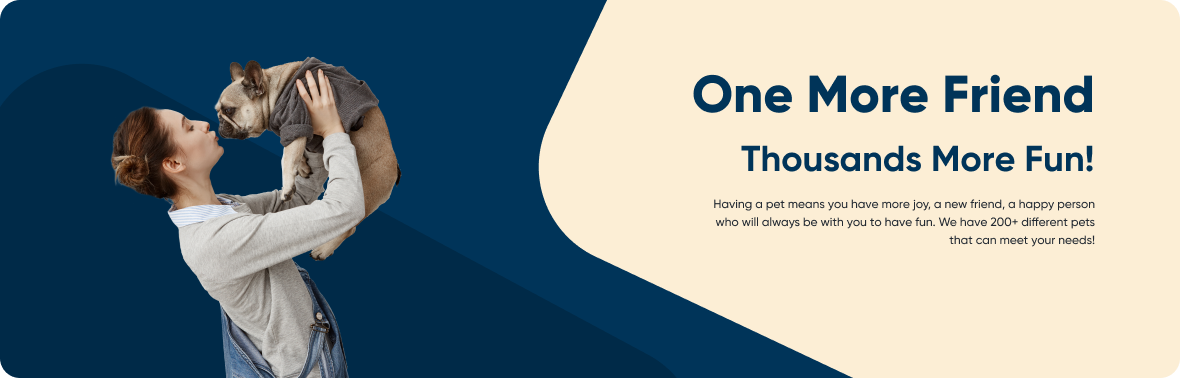 One More Friend
Thousands More Fun!
Having a pet means you have more joy, a new friend, a happy person
who will always be with you to have fun. We have 200+ different pets
that can meet your needs!